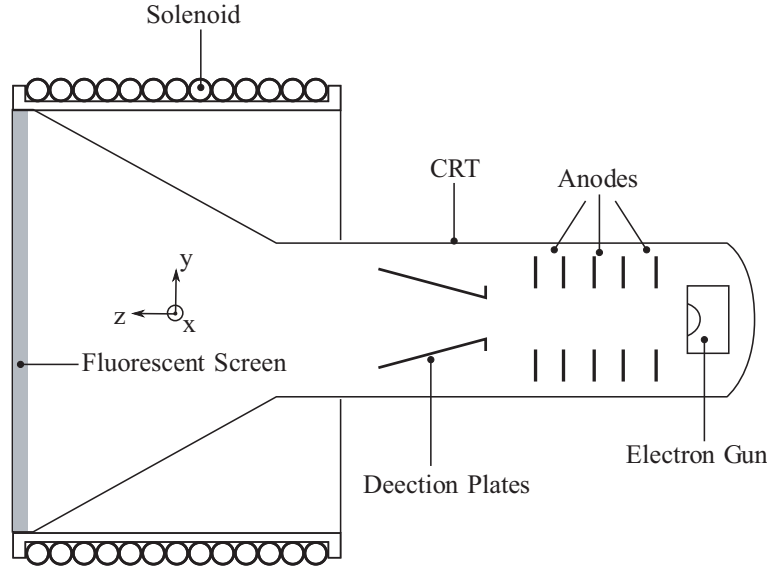 Solenoid
CRT
Anodes
y
z
x
Fluorescent Screen
Electron Gun
Deection Plates